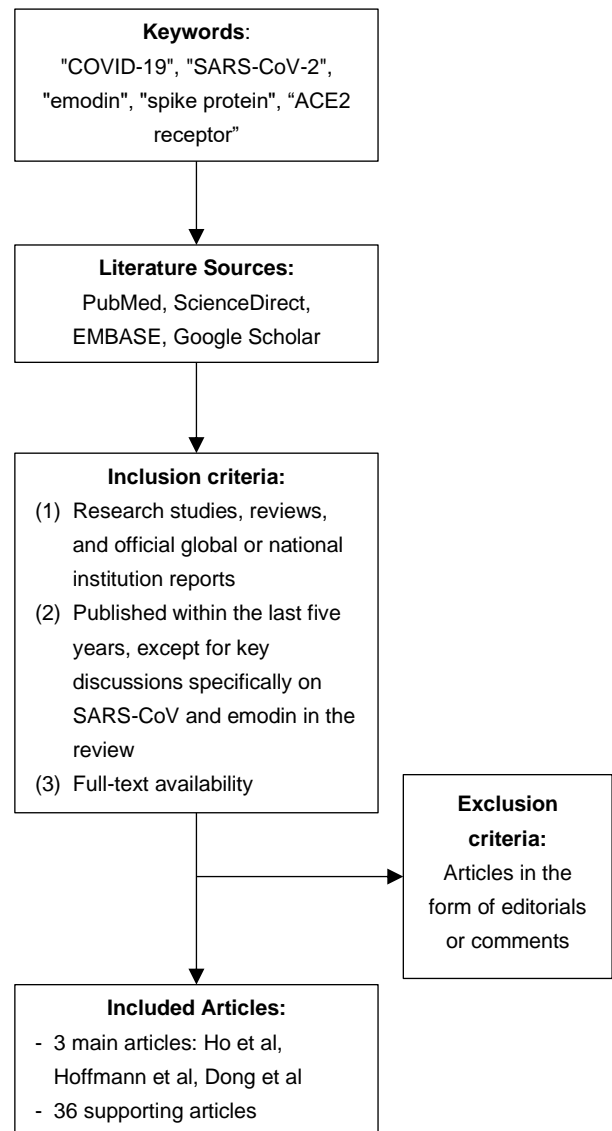 Keywords:
"COVID-19", "SARS-CoV-2",
"emodin", "spike protein", “ACE2
receptor”
Literature Sources:
PubMed, ScienceDirect,
EMBASE, Google Scholar
Inclusion criteria:
(1) Research studies, reviews,
and official global or national
institution reports
(2) Published within the last five
years, except for key
discussions specifically on
SARS-CoV and emodin in the
review
(3) Full-text availability
Exclusion
criteria:
Articles in the
form of editorials
or comments
Included Articles:
- 3 main articles: Ho et al,
Hoffmann et al, Dong et al
- 36 supporting articles